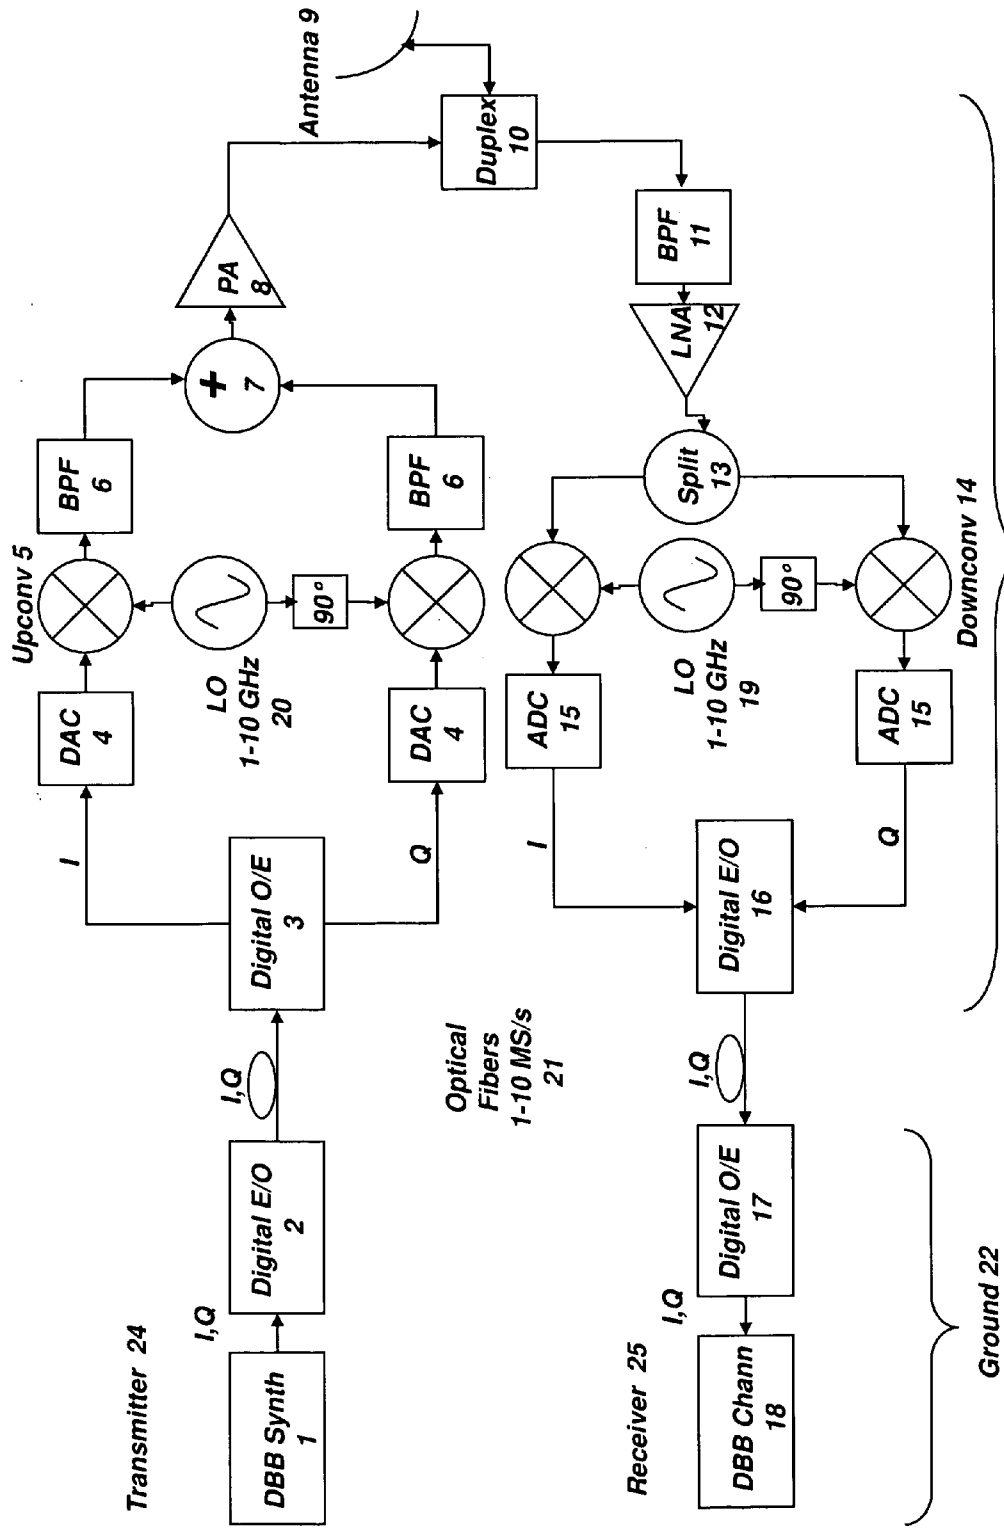 Transmitter 24
DBB Synth
1
I,Q
Digital E/O
2
I,Q
Digital O/E
3
I
Q
DAC
4
DAC
4
Upconv 5
LO
1-10 GHz
20
90°
BPF
6
BPF
6
+
7
PA
8
Antenna 9
Duplex
10
Optical
Fibers
1-10 MS/s
21
BPF
11
LNA
12
Split
13
LO
1-10 GHz
19
90°
ADC
15
ADC
15
I
Q
Digital E/O
16
I,Q
Digital O/E
17
I,Q
DBB Chann
18
Receiver 25
Ground 22
Downconv 14